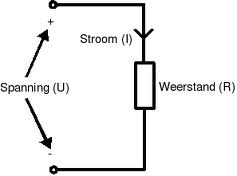 +
Stroom (I)
Spanning (U)
Weerstand (R)
-